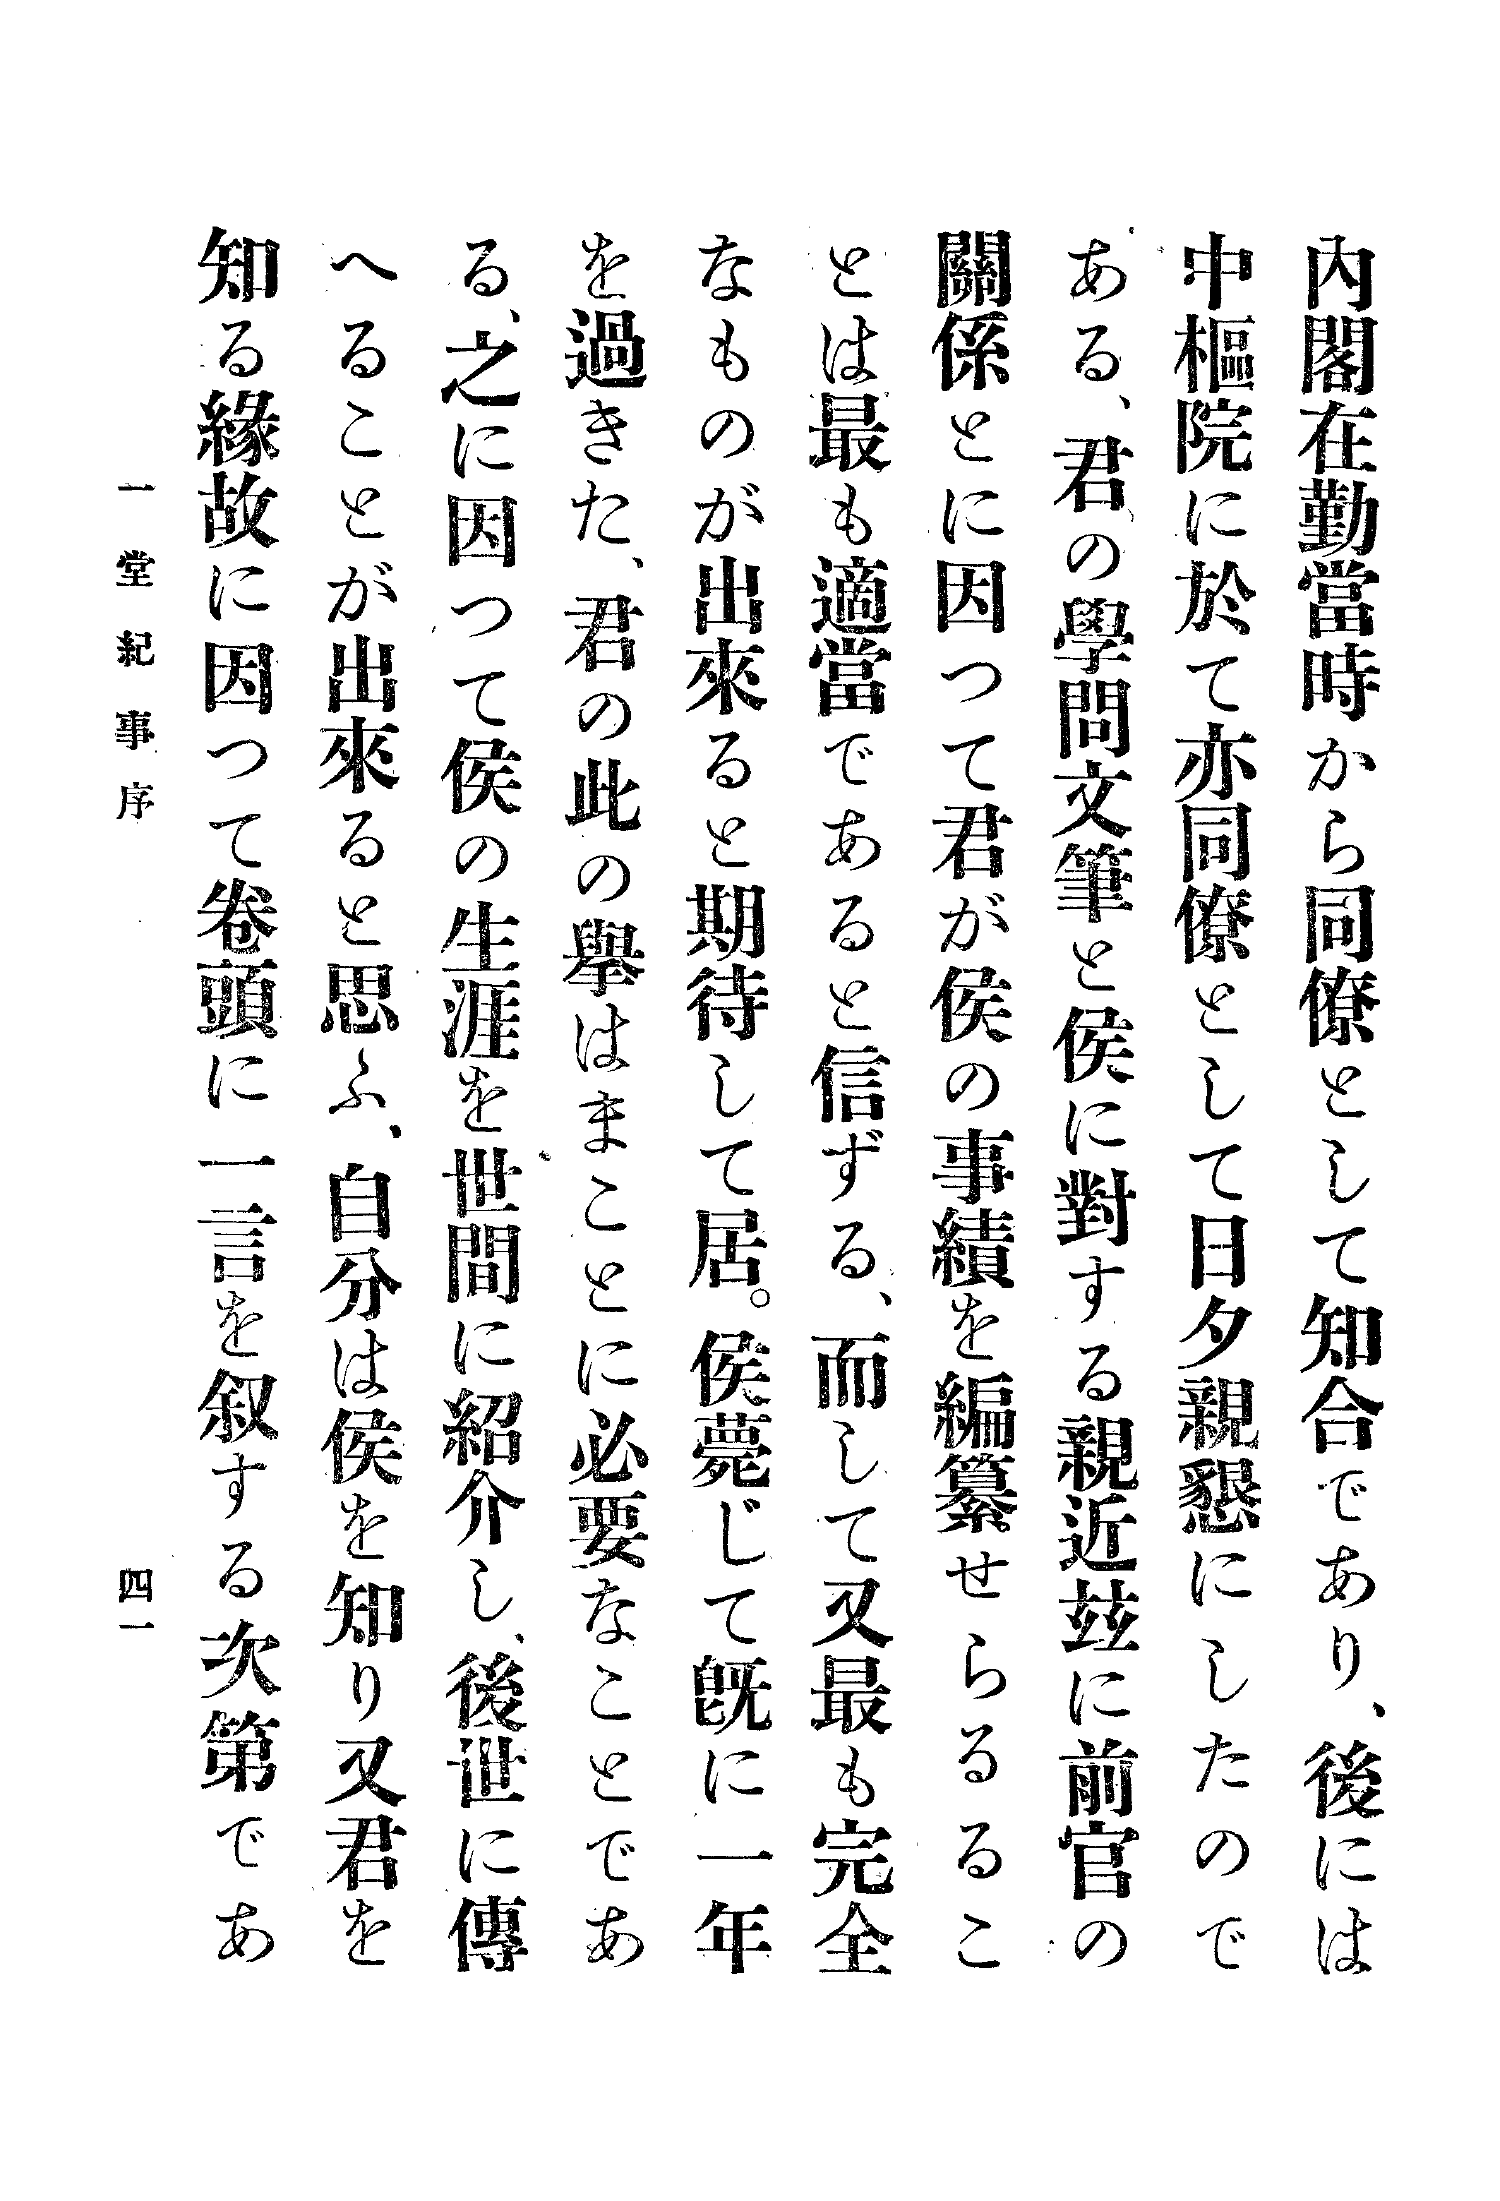 內閣在勤當時から同僚として知合であり、後には
中樞院に於て亦同僚として日夕親懇にしたので
ある、君の學問文筆と侯に對する親近玆に前官の
關係とに因つて君が侯の事績を編纂せらるるこ
とは最も適當であると信ずる、而して又最も完全
なものが出來ると期待して居。侯薨じて旣に一年
を過きた、君の此の擧はまことに必要なことであ
る、之に因つて侯の生涯を世間に紹介し、後世に傳
へることが出來ると思ふ、自分は侯を知り又君を
知る緣故に因つて卷頭に一言を叙する次第であ
一堂紀事序
四一